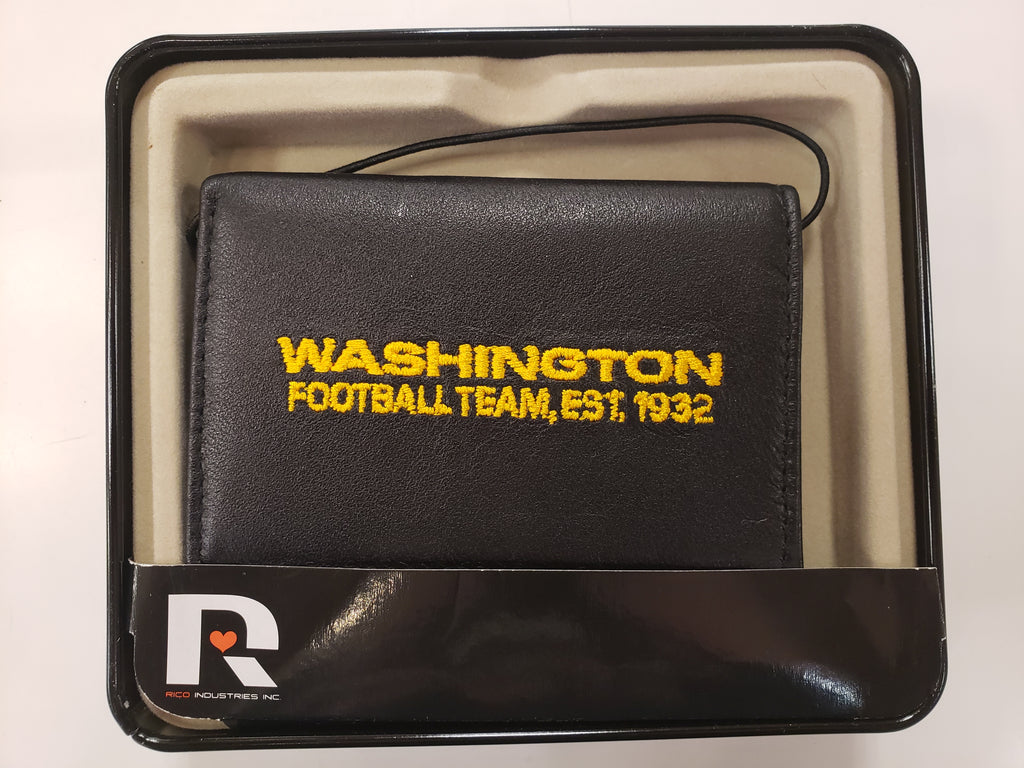 WASHINGTON
FOOTBALL TEAM, EST. 1932
R
RICO INDUSTRIES INC.